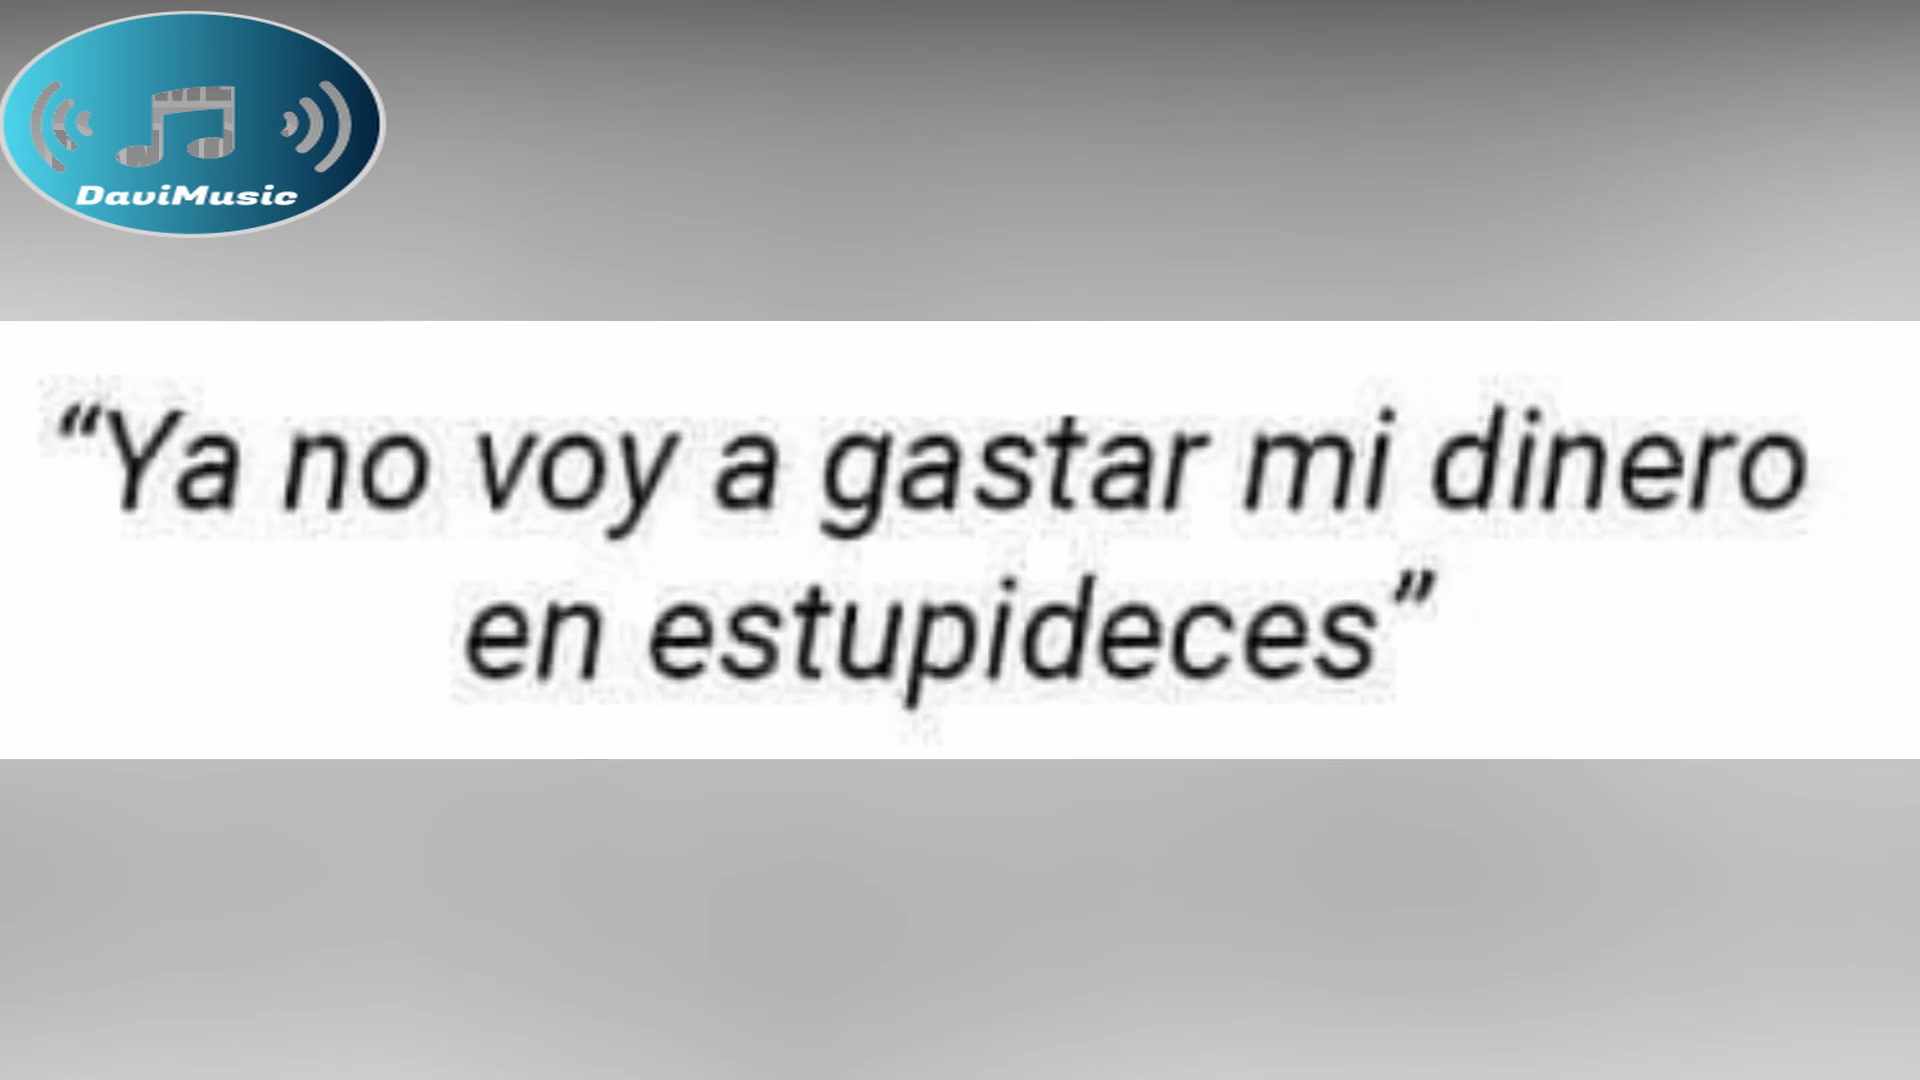 DaviMusic
“Ya no voy a gastar mi dinero
en estupideces”